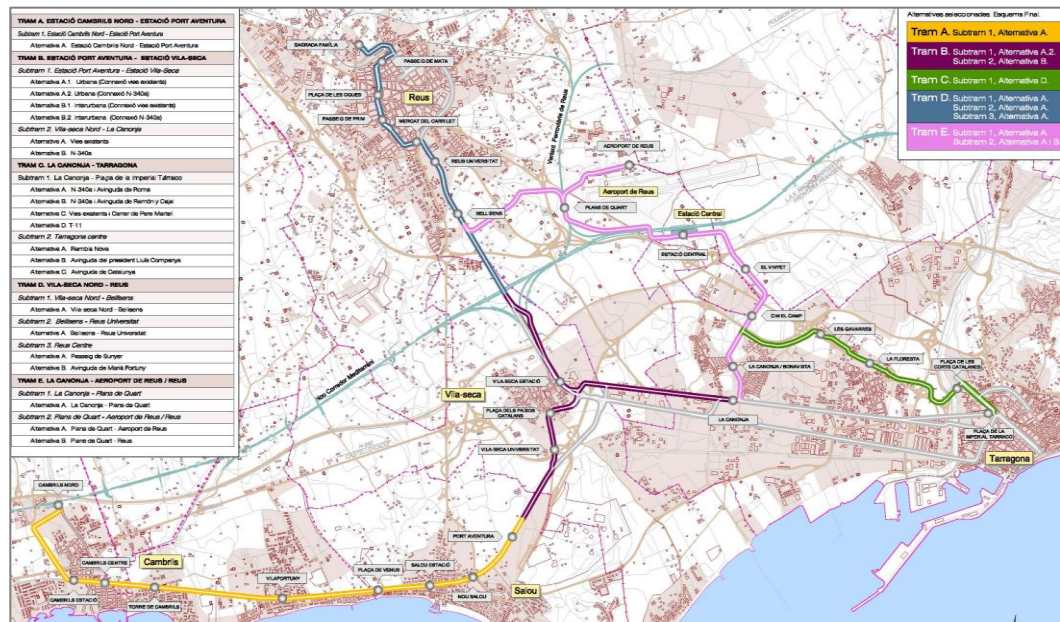 TRAM A. ESTACIÓ CAMBRILS NORD - ESTACIÓ PORT AVENTURA
Subtram 1. Estació Cambrils Nord - Estació Port Aventura
Alternativa A. Estació Cambrils Nord - Estació Port Aventura
TRAM B. ESTACIÓ PORT AVENTURA - ESTACIÓ VILA-SECA
Subtram 1. Estació Port Aventura - Estació Vila-Seca
Alternativa A.1. Urbana (Connexió vies existents)
Alternativa A.2. Urbana (Connexió N-340a)
Alternativa B.1. Interurbana (Connexió vies existents)
Alternativa B.2. Interurbana (Connexió N-340a)
Subtram 2. Vila-seca Nord - La Canonja
Alternativa A. Vies existents
Alternativa B. N-340a
TRAM C. LA CANONJA - TARRAGONA
Subtram 1. La Canonja - Plaça de la Imperial Tàrraco
Alternativa A. N-340a i Avinguda de Roma
Alternativa B. N-340a i Avinguda de Ramón y Cajal
Alternativa C. Vies existents i Carrer de Pere Martel
Alternativa D. T-11
Subtram 2. Tarragona centre
Alternativa A. Rambla Nova
Alternativa B. Avinguda del president Lluís Companys
Alternativa C. Avinguda de Catalunya
TRAM D. VILA-SECA NORD - REUS
Subtram 1. Vila-seca Nord - Bellisens
Alternativa A. Vila-seca Nord - Bellisens
Subtram 2. Bellisens - Reus Universitat
Alternativa A. Bellisens - Reus Universitat
Subtram 3. Reus Centre
Alternativa A. Passeig de Sunyer
Alternativa B. Avinguda de Marià Fortuny
TRAM E. LA CANONJA - AEROPORT DE REUS / REUS
Subtram 1. La Canonja - Plans de Quart
Alternativa A. La Canonja - Plans de Quart
Subtram 2. Plans de Quart - Aeroport de Reus / Reus
Alternativa A. Plans de Quart - Aeroport de Reus
Alternativa B. Plans de Quart - Reus
Alternatives seleccionades. Esquema Final.
Tram A. Subtram 1, Alternativa A.
Tram B. Subtram 1, Alternativa A.2.
Subtram 2, Alternativa B.
Tram C. Subtram 1, Alternativa D.
Tram D. Subtram 1, Alternativa A.
Subtram 2, Alternativa A.
Subtram 3, Alternativa A.
Tram E. Subtram 1, Alternativa A.
Subtram 2, Alternativa A i B
SAGRADA FAMÍLIA
PASSEIG DE MATA
PLAÇA DE LES OQUES
Reus
PASSEIG DE PRIM
MERCAT DEL CARRILET
REUS UNIVERSITAT
Variant Ferroviària de Reus
AEROPORT DE REUS
Aeroport de Reus
BELLISENS
PLANS DE QUART
Estació Central
ESTACIÓ CENTRAL
EL VINYET
CIM EL CAMP
LES GAVARRES
LA FLORESTA
PLAÇA DE LES
CORTS CATALANES
Nou Corredor Mediterrani
LA CANONJA / BONAVISTA
VILA-SECA ESTACIÓ
Vila-seca
PLAÇA DELS PAÏSOS
CATALANS
LA CANONJA
PLAÇA DE LA
IMPERIAL TARRACO
VILA-SECA UNIVERSITAT
Tarragona
CAMBRILS NORD
PORT AVENTURA
Cambrils
CAMBRILS CENTRE
PLAÇA DE VENUS
SALOU ESTACIÓ
VILAFORTUNY
CAMBRILS ESTACIÓ
TORRE DE CAMBRILS
NOU SALOU
Salou